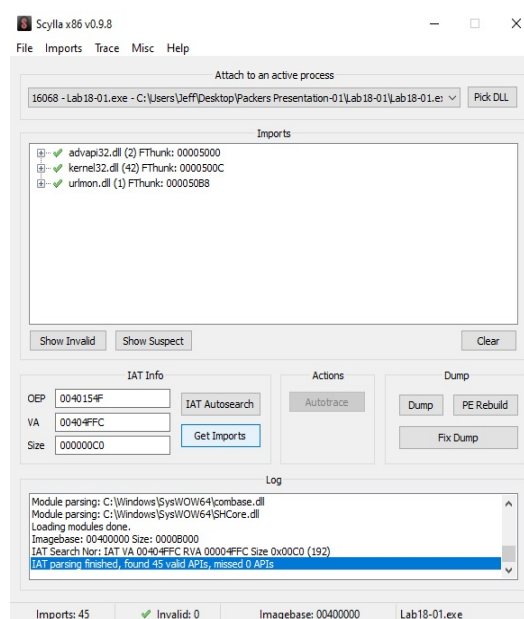 Scylla x86 v0.9.8
File Imports Trace Misc Help
Attach to an active process
16068 - Lab18-01.exe - C:\Users\Jeff\Desktop\Packers Presentation-01\Lab18-01\Lab18-01.e:
Pick DLL
Imports
advapi32.dll (2) FThunk: 00005000
kernel32.dll (42) FThunk: 0000500C
urlmon.dll (1) FThunk: 000050B8
Show Invalid Show Suspect Clear
IAT Info Actions Dump
OEP 0040154F IAT Autosearch Autotrace Dump PE Rebuild
VA 00404FFC Get Imports Fix Dump
Size 000000C0
Log
Module parsing: C:\Windows\SysWOW64\combase.dll
Module parsing: C:\Windows\SysWOW64\SHCore.dll
Loading modules done.
Imagebase: 00400000 Size: 0000B000
IAT Search Nor: IAT VA 00404FFC RVA 00004FFC Size 0x00C0 (192)
IAT parsing finished, found 45 valid APIs, missed 0 APIs
Imports: 45 Invalid: 0 Imagebase: 00400000 Lab18-01.exe